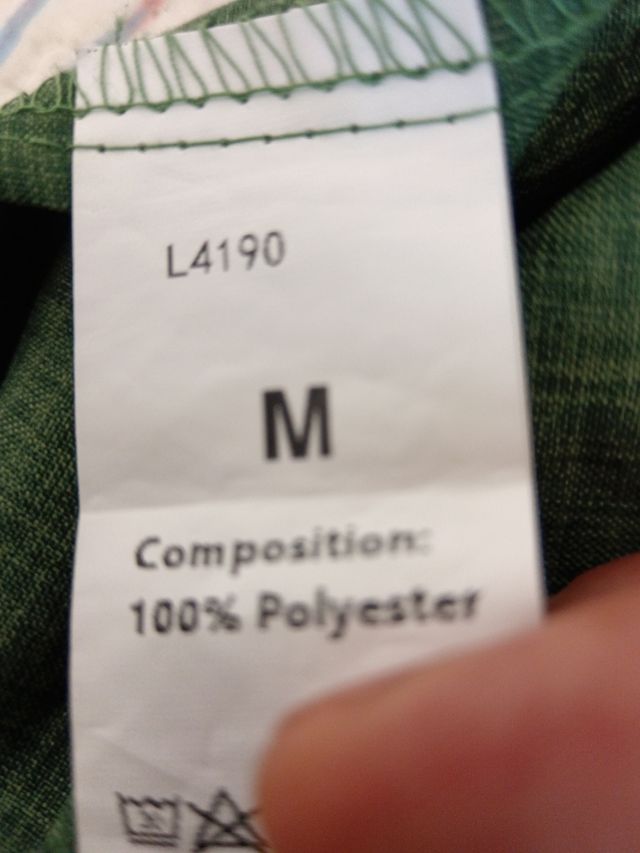 L4190
M
Composition:
100% Polyester